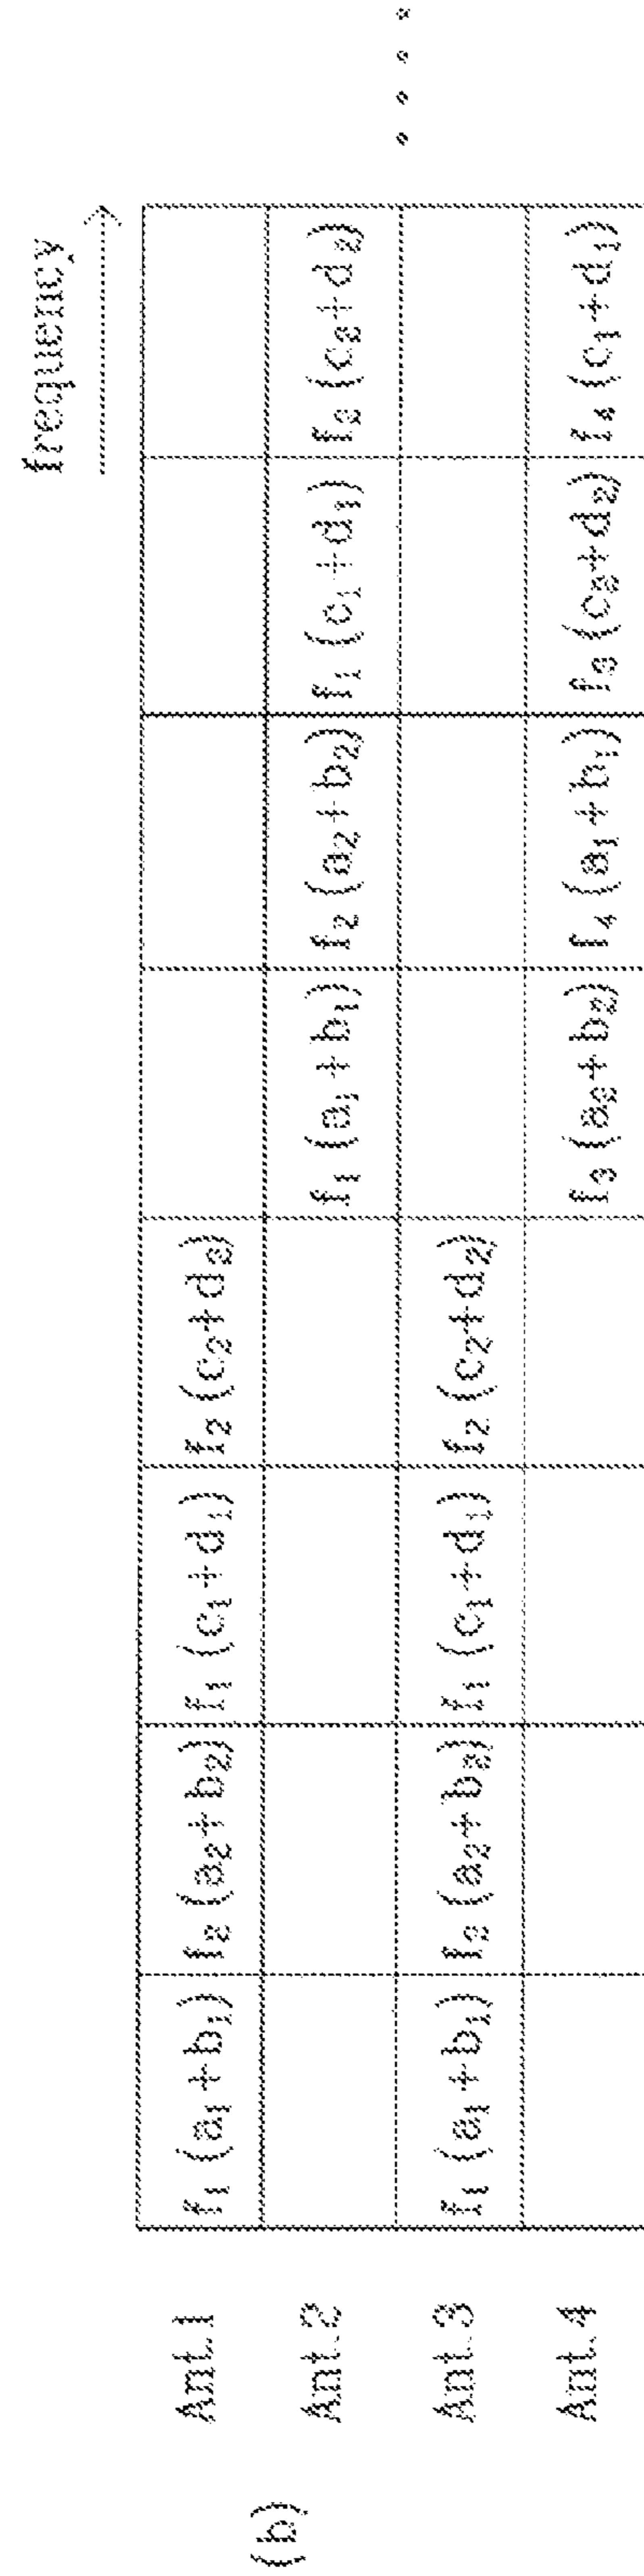 frequency
(b)
Ant.1 f₁ (a₁+b₁) f₂ (a₂+b₂) f₁ (c₁+d₁) f₂ (c₂+d₂)
Ant.2 f₁ (a₁+b₁) f₂ (a₂+b₂) f₁ (c₁+d₁) f₂ (c₂+d₂)
Ant.3 f₁ (a₁+b₁) f₂ (a₂+b₂) f₁ (c₁+d₁) f₂ (c₂+d₂)
Ant.4 f₃ (a₂+b₂) f₄ (a₁+b₁) f₃ (c₂+d₂) f₄ (c₁+d₁)